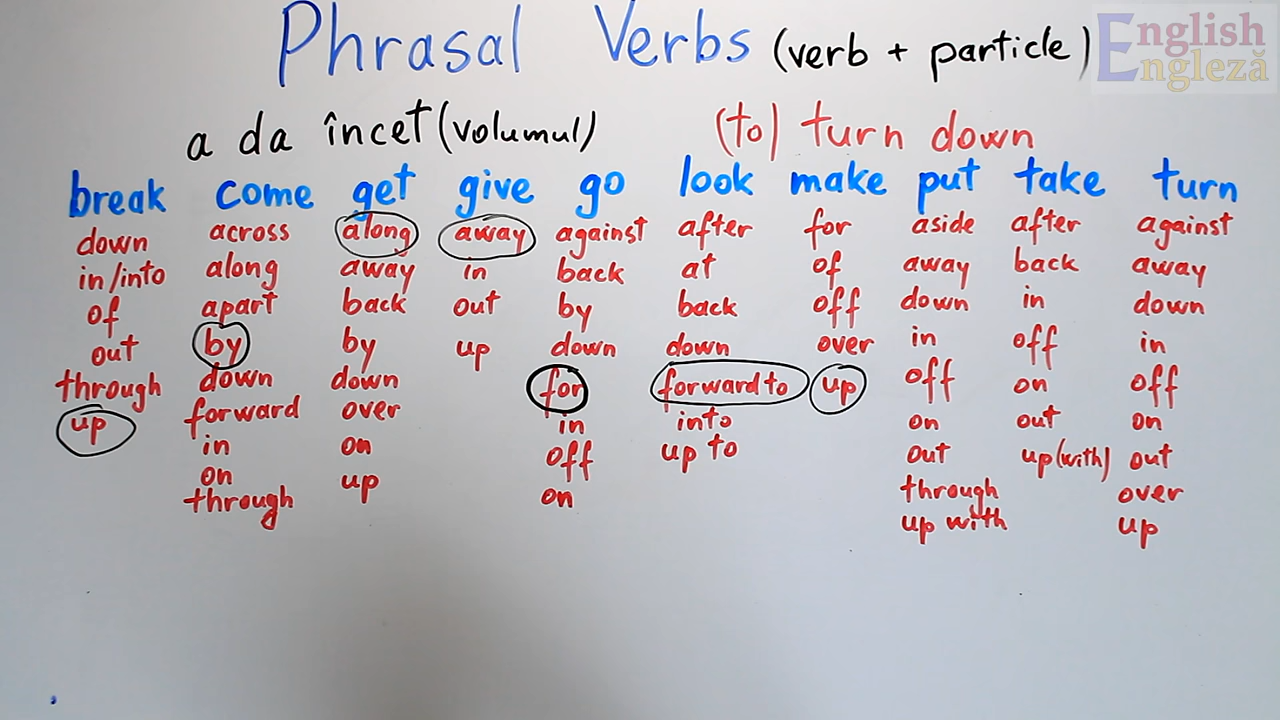 Phrasal Verbs (verb + particle)
English
Engleză
a da încet (volumul)
(to) turn down
break
down
in/into
of
out
through
up
come
across
along
apart
by
down
forward
in
on
through
get
along
away
back
by
down
over
on
up
give
away
in
out
up
go
against
back
by
down
for
in
off
on
look
after
at
back
down
forward to
into
up to
make
for
of
off
over
up
put
aside
away
down
in
off
on
out
through
up with
take
after
back
in
off
on
out
up (with)
turn
against
away
down
in
off
on
out
over
up